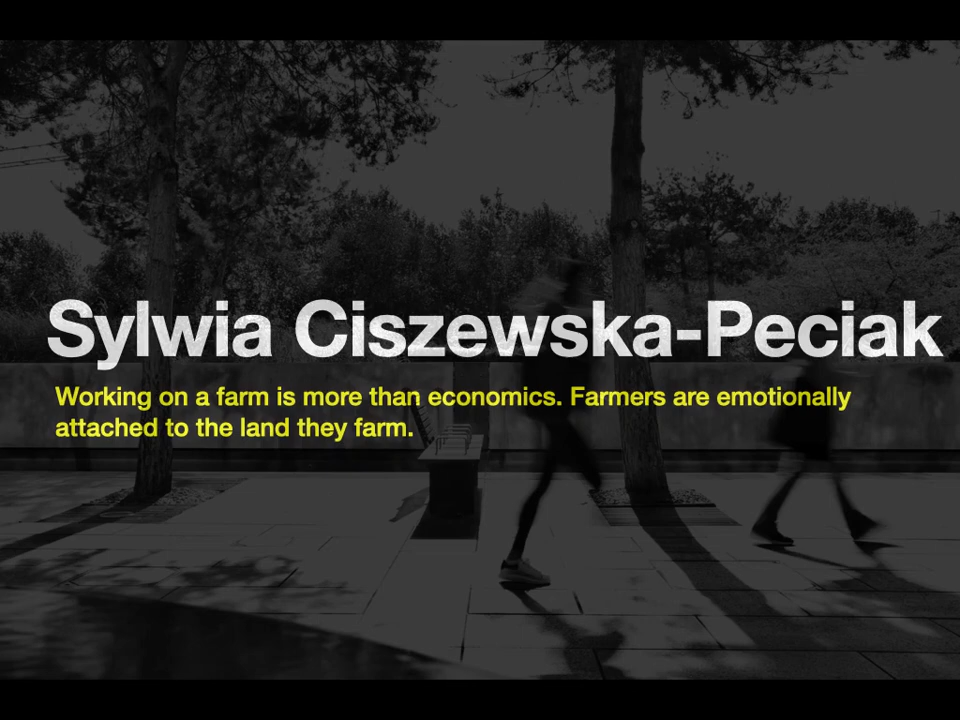 Sylwia Ciszewska-Peciak
Working on a farm is more than economics. Farmers are emotionally
attached to the land they farm.